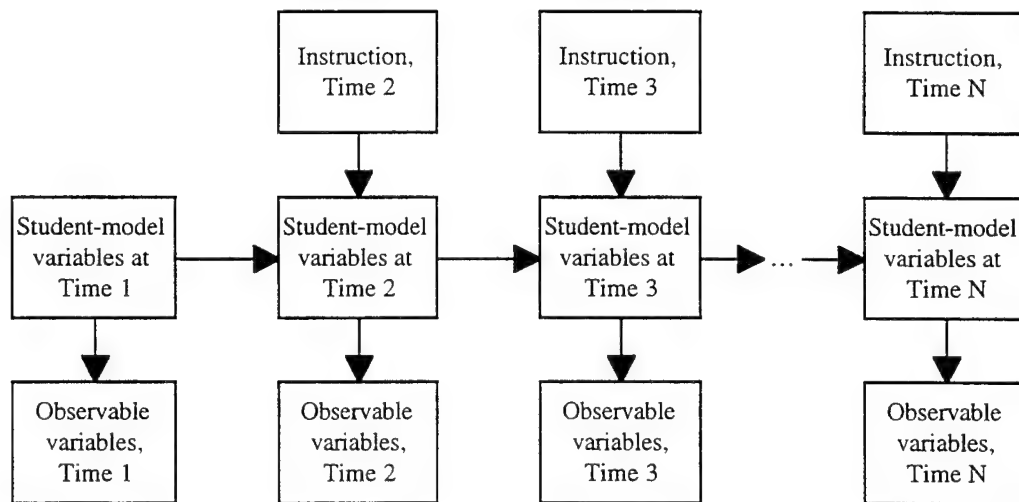 Instruction,
Time 2
Instruction,
Time 3
Instruction,
Time N
Student-model
variables at
Time 1
Student-model
variables at
Time 2
Student-model
variables at
Time 3
...
Student-model
variables at
Time N
Observable
variables,
Time 1
Observable
variables,
Time 2
Observable
variables,
Time 3
Observable
variables,
Time N